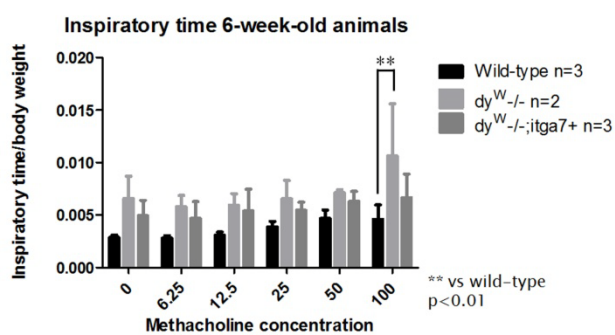 Inspiratory time 6-week-old animals
Inspiratory time/body weight
0.020
0.015
0.010
0.005
0.000
**
Wild-type n=3
dyW-/- n=2
dyW-/-;itga7+ n=3
0
6.25
12.5
25
50
100
Methacholine concentration
** vs wild-type
p<0.01